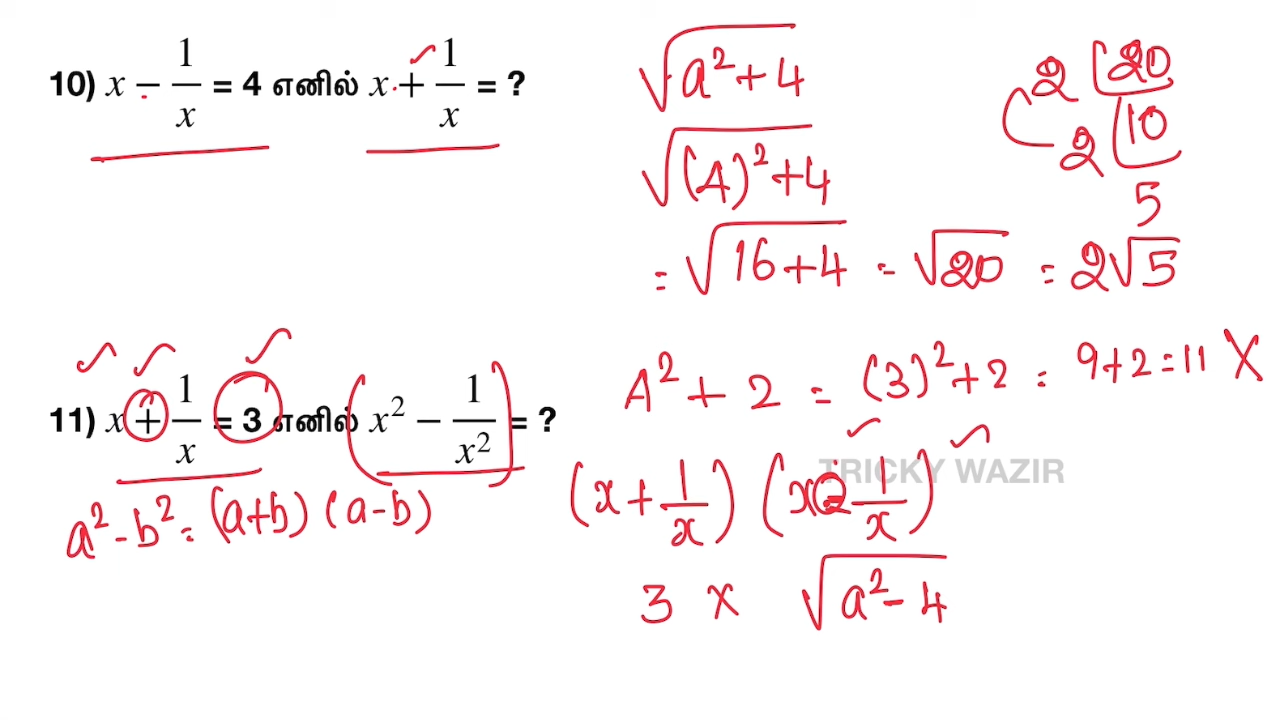 10) x − 1/x = 4 எனில் x + 1/x = ?
√(a² + 4)
√((4)² + 4)
= √(16 + 4) = √20 = 2√5
2 | 20
2 | 10
5
11) x + 1/x = 3 எனில் x² − 1/x² = ?
a² - b² = (a+b) (a-b)
A² + 2 = (3)² + 2 = 9 + 2 = 11 X
TRICKY WAZIR
(x + 1/x) (x - 1/x)
3 × √(a² - 4)